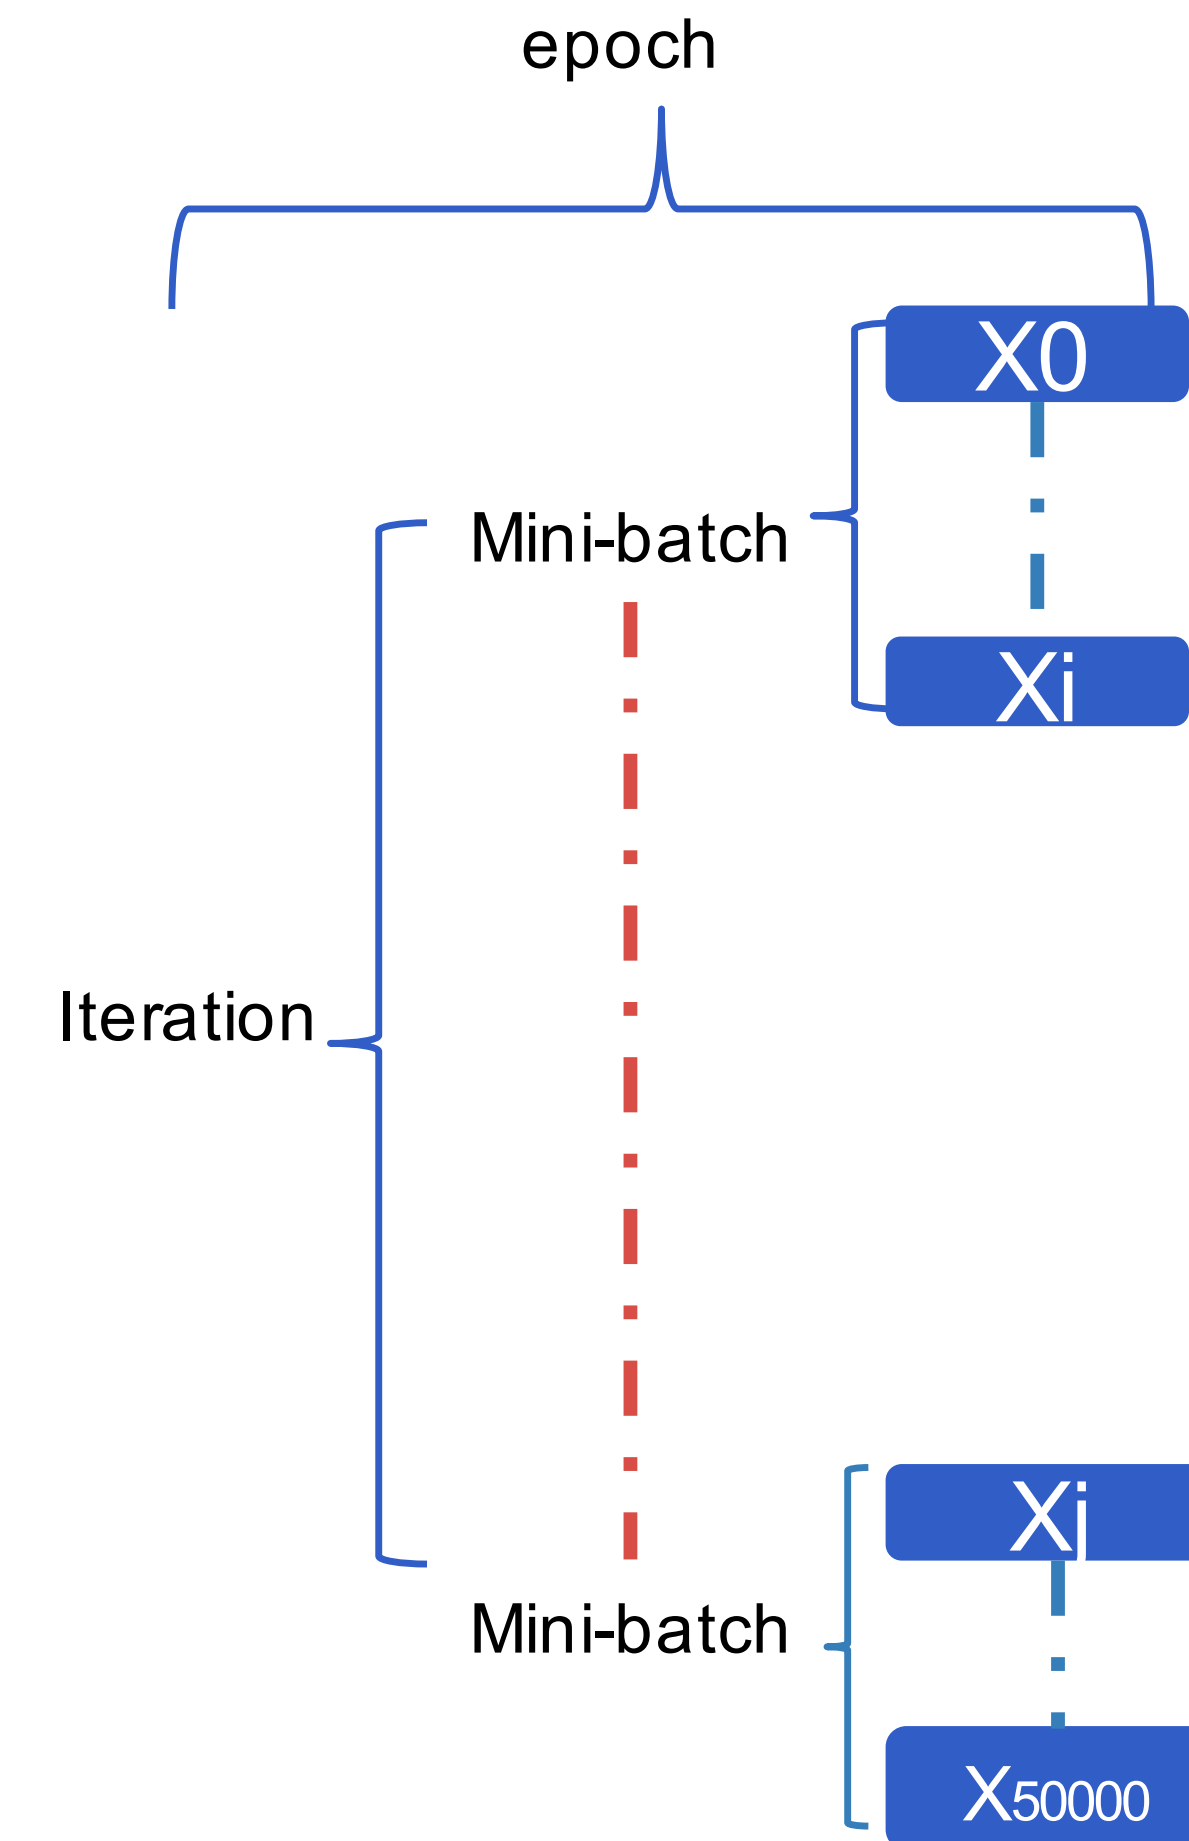 epoch
X0
Mini-batch
Xi
Iteration
Xj
Mini-batch
X50000